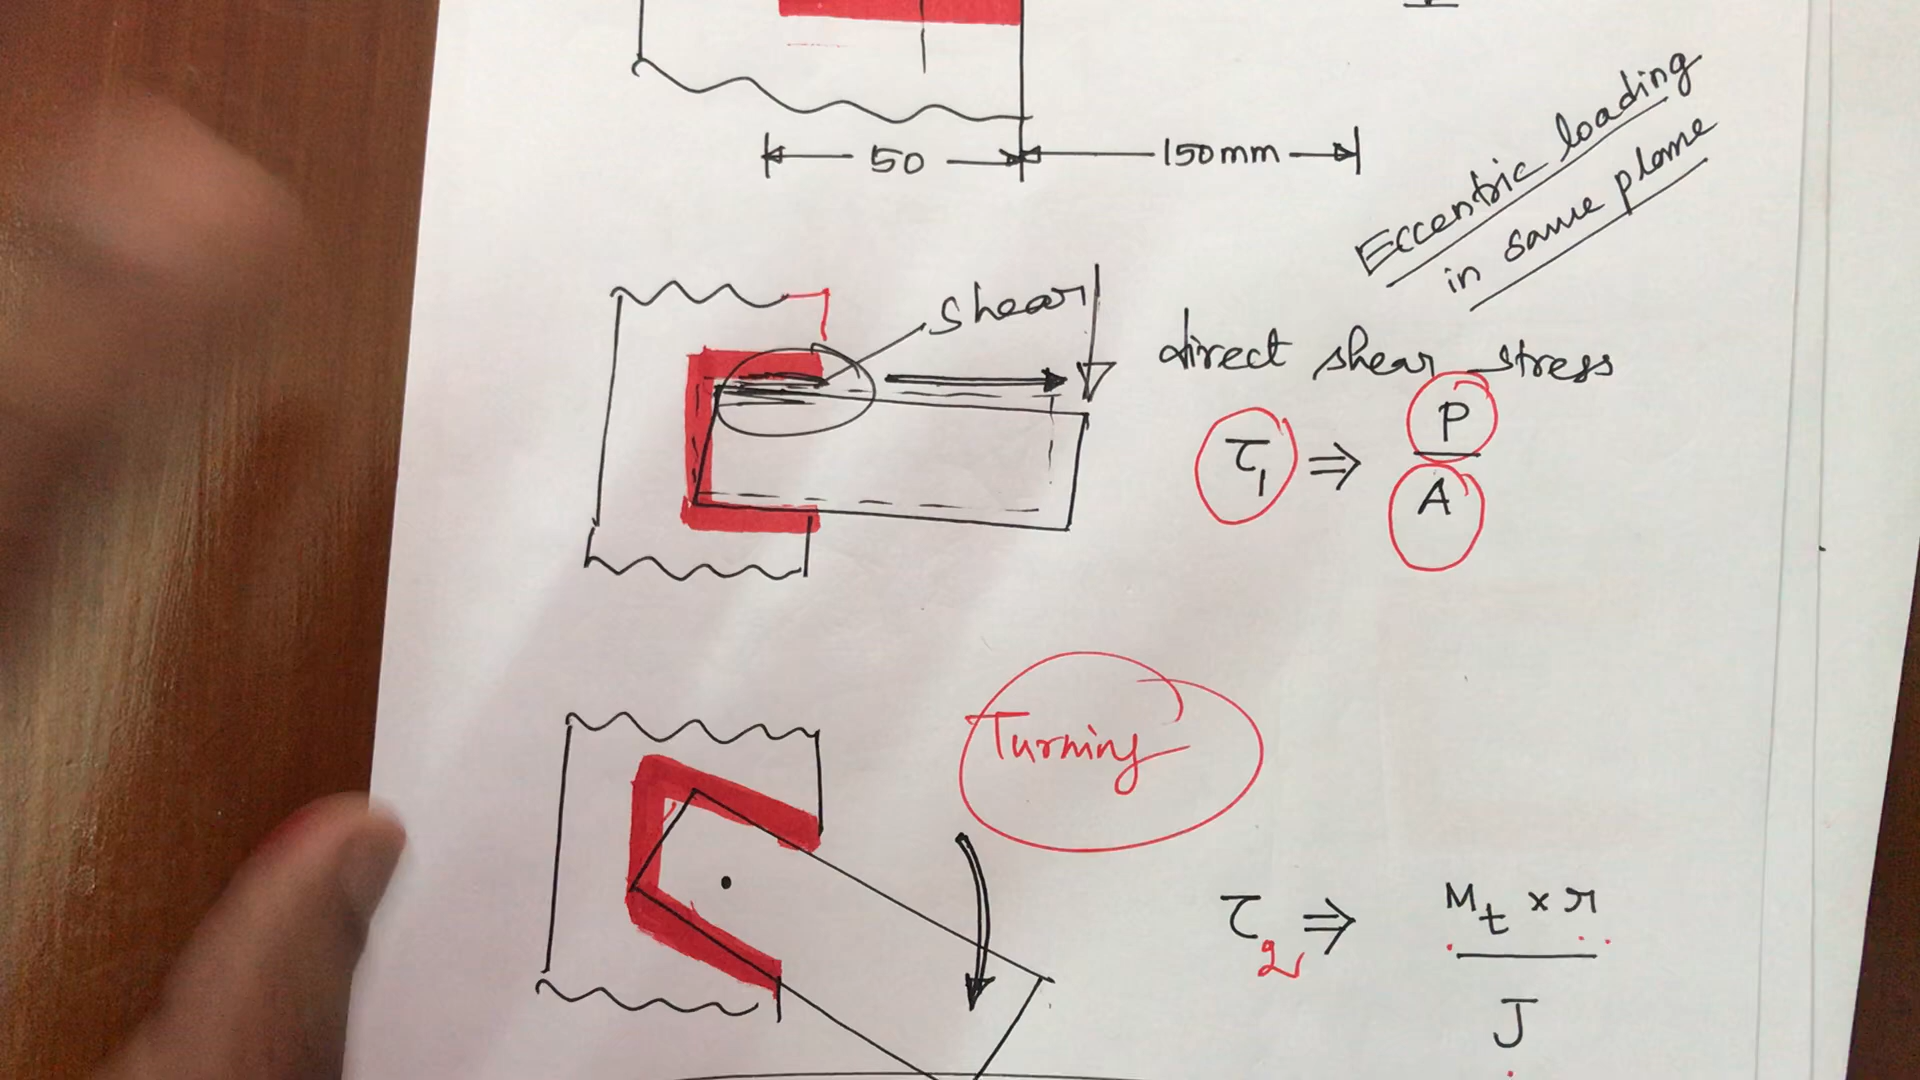 50
150mm
Eccentric loading
in same plane
shear
direct shear stress
τ1 ⇒ P
A
Turning
τ2 ⇒ Mt × r
J